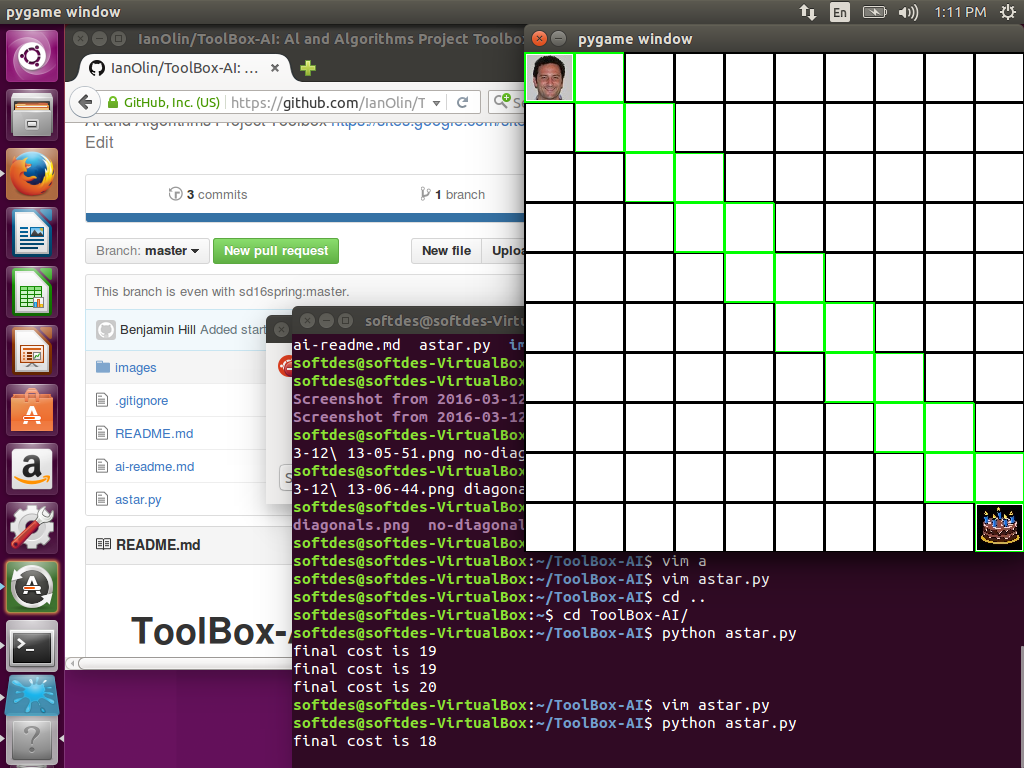 pygame window
En
1:11 PM
IanOlin/ToolBox-AI: AI and Algorithms Project Toolbo
pygame window
IanOlin/ToolBox-AI: ...
GitHub, Inc. (US)
https://github.com/IanOlin/T
AI and Algorithms Project Toolbox https://sites.google.com/site
Edit
3 commits
1 branch
Branch: master
New pull request
New file
Uploa
This branch is even with sd16spring:master.
Benjamin Hill Added start
images
.gitignore
README.md
ai-readme.md
astar.py
README.md
ToolBox-A
softdes@softdes-Virtu
ai-readme.md astar.py im
softdes@softdes-VirtualBox
softdes@softdes-VirtualBox
Screenshot from 2016-03-12
Screenshot from 2016-03-12
softdes@softdes-VirtualBox
3-12\ 13-05-51.png no-diag
softdes@softdes-VirtualBox
3-12\ 13-06-44.png diagona
softdes@softdes-VirtualBox
diagonals.png no-diagonal
softdes@softdes-VirtualBox
softdes@softdes-VirtualBox:~/ToolBox-AI$ vim a
softdes@softdes-VirtualBox:~/ToolBox-AI$ vim astar.py
softdes@softdes-VirtualBox:~/ToolBox-AI$ cd ..
softdes@softdes-VirtualBox:~$ cd ToolBox-AI/
softdes@softdes-VirtualBox:~/ToolBox-AI$ python astar.py
final cost is 19
final cost is 19
final cost is 20
softdes@softdes-VirtualBox:~/ToolBox-AI$ vim astar.py
softdes@softdes-VirtualBox:~/ToolBox-AI$ python astar.py
final cost is 18